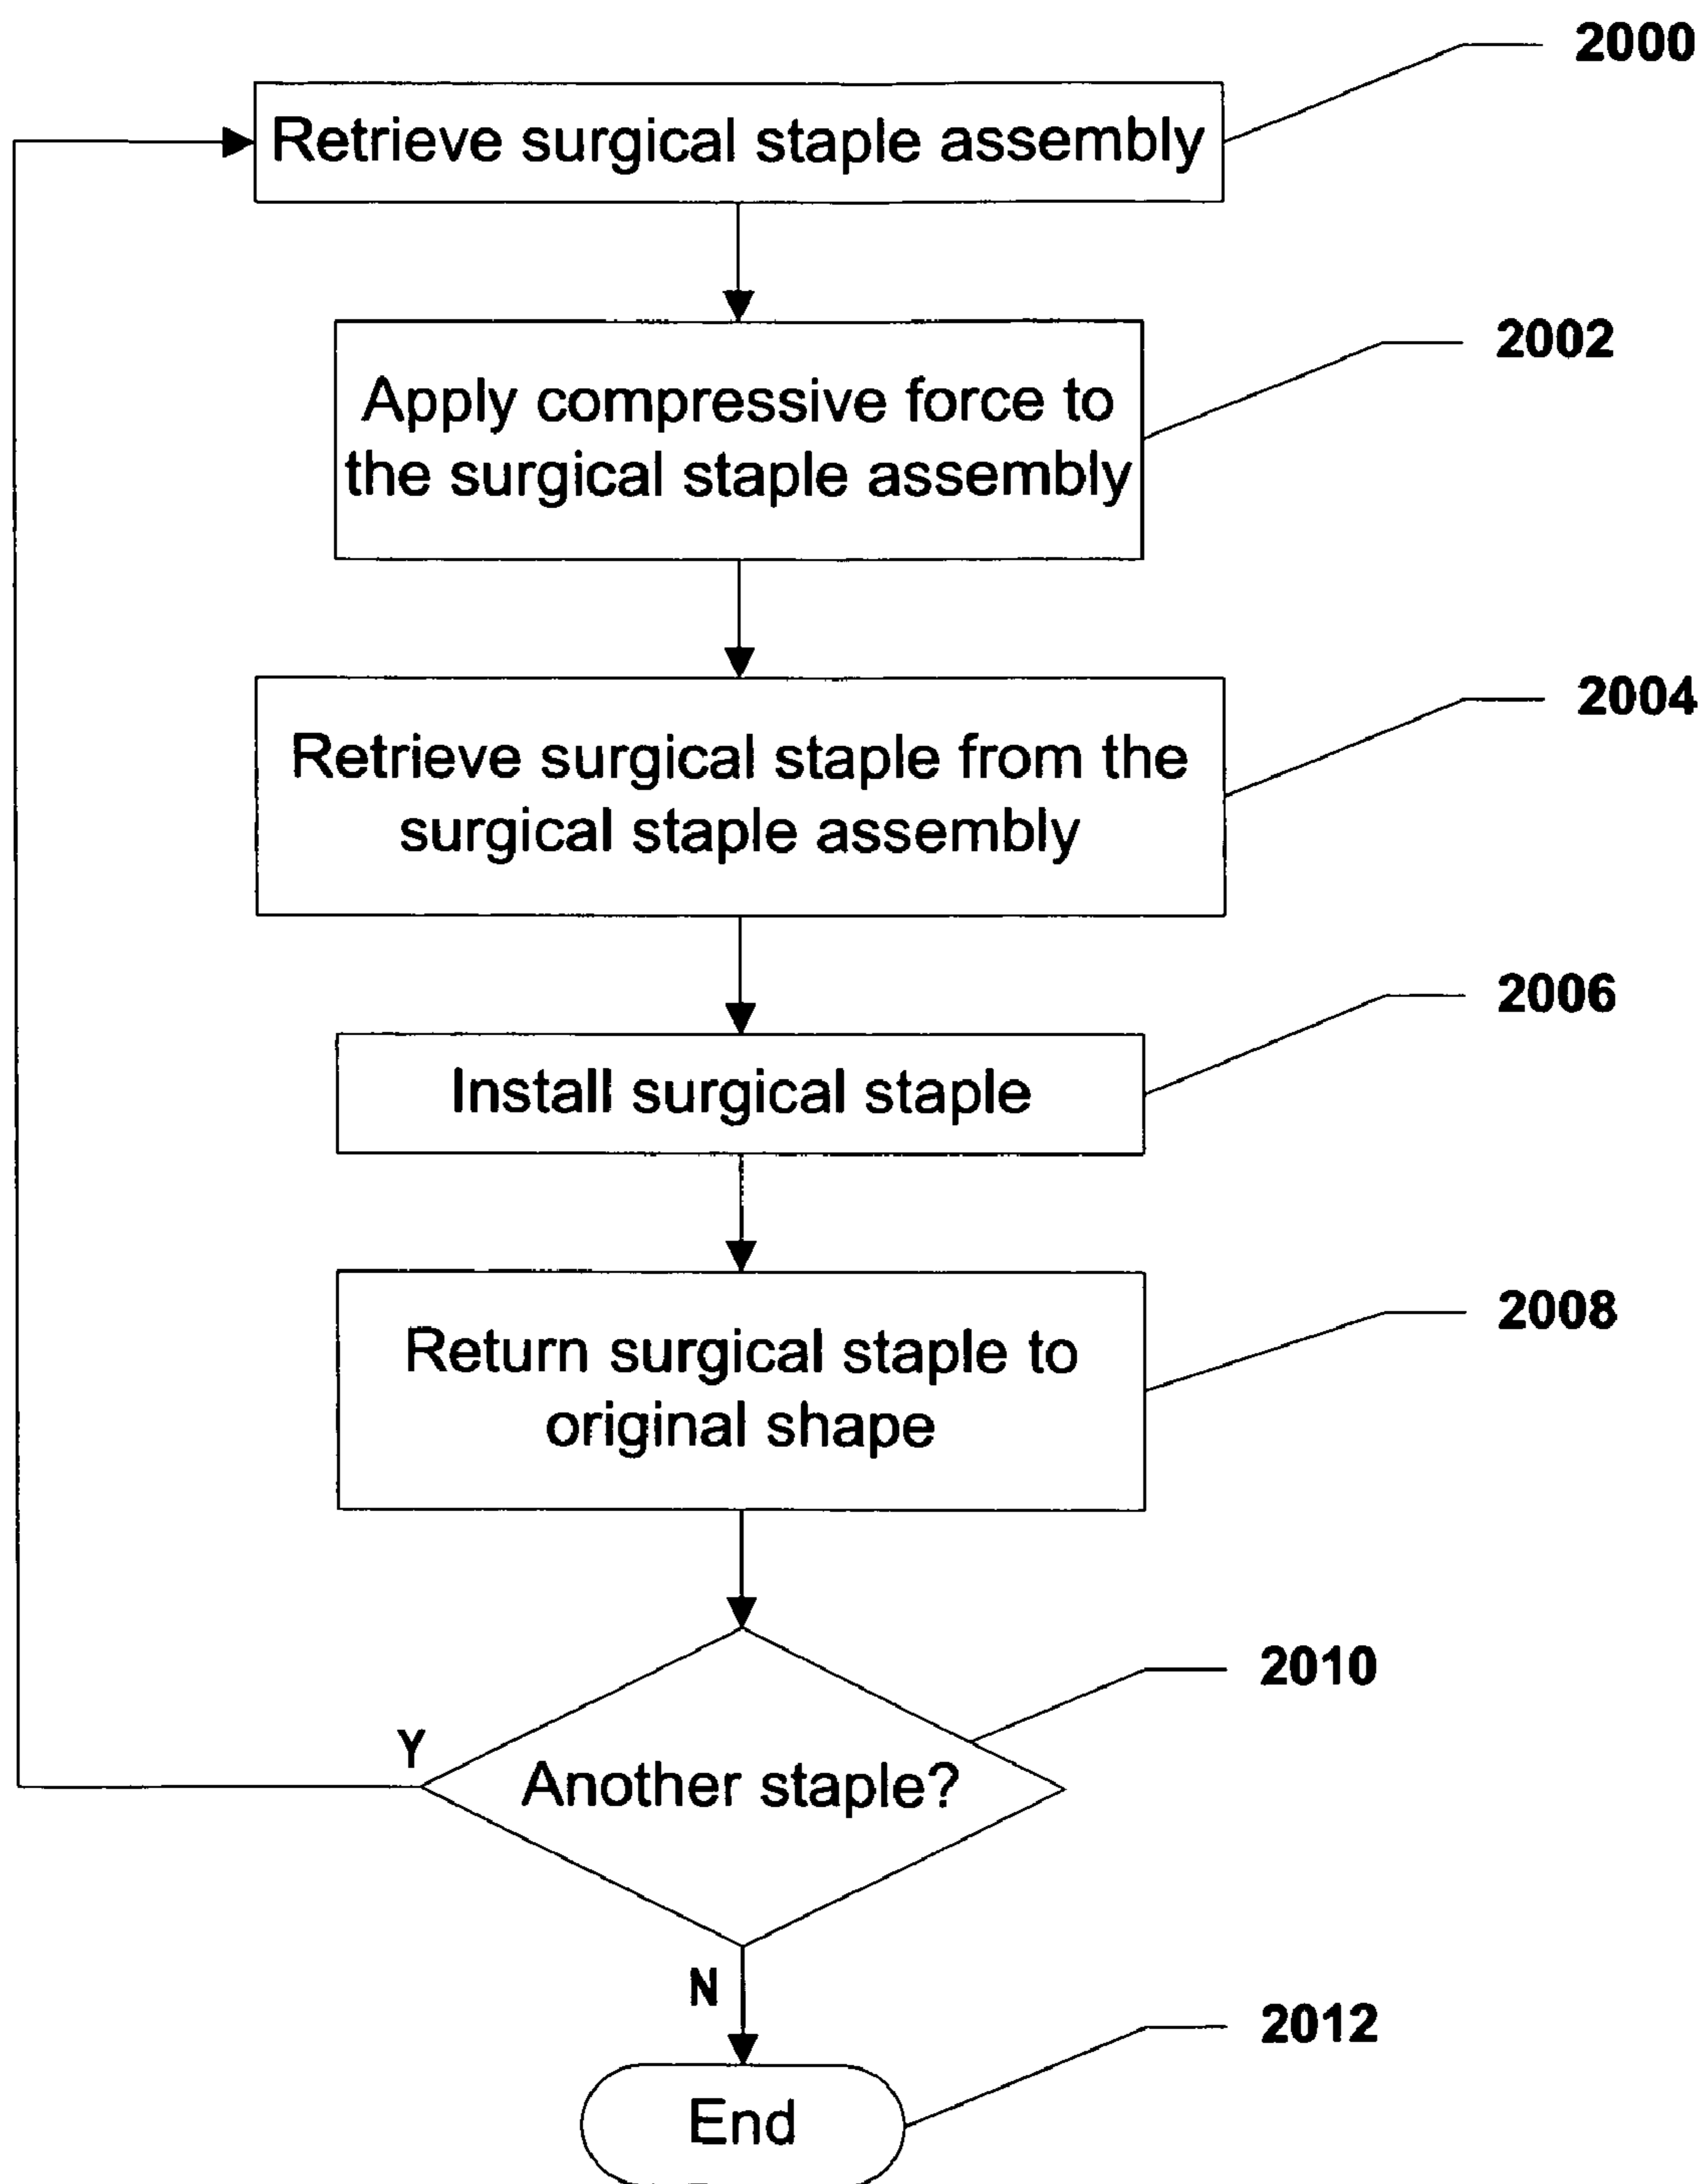 2000
Retrieve surgical staple assembly
2002
Apply compressive force to
the surgical staple assembly
2004
Retrieve surgical staple from the
surgical staple assembly
2006
Install surgical staple
2008
Return surgical staple to
original shape
2010
Y
Another staple?
N
2012
End